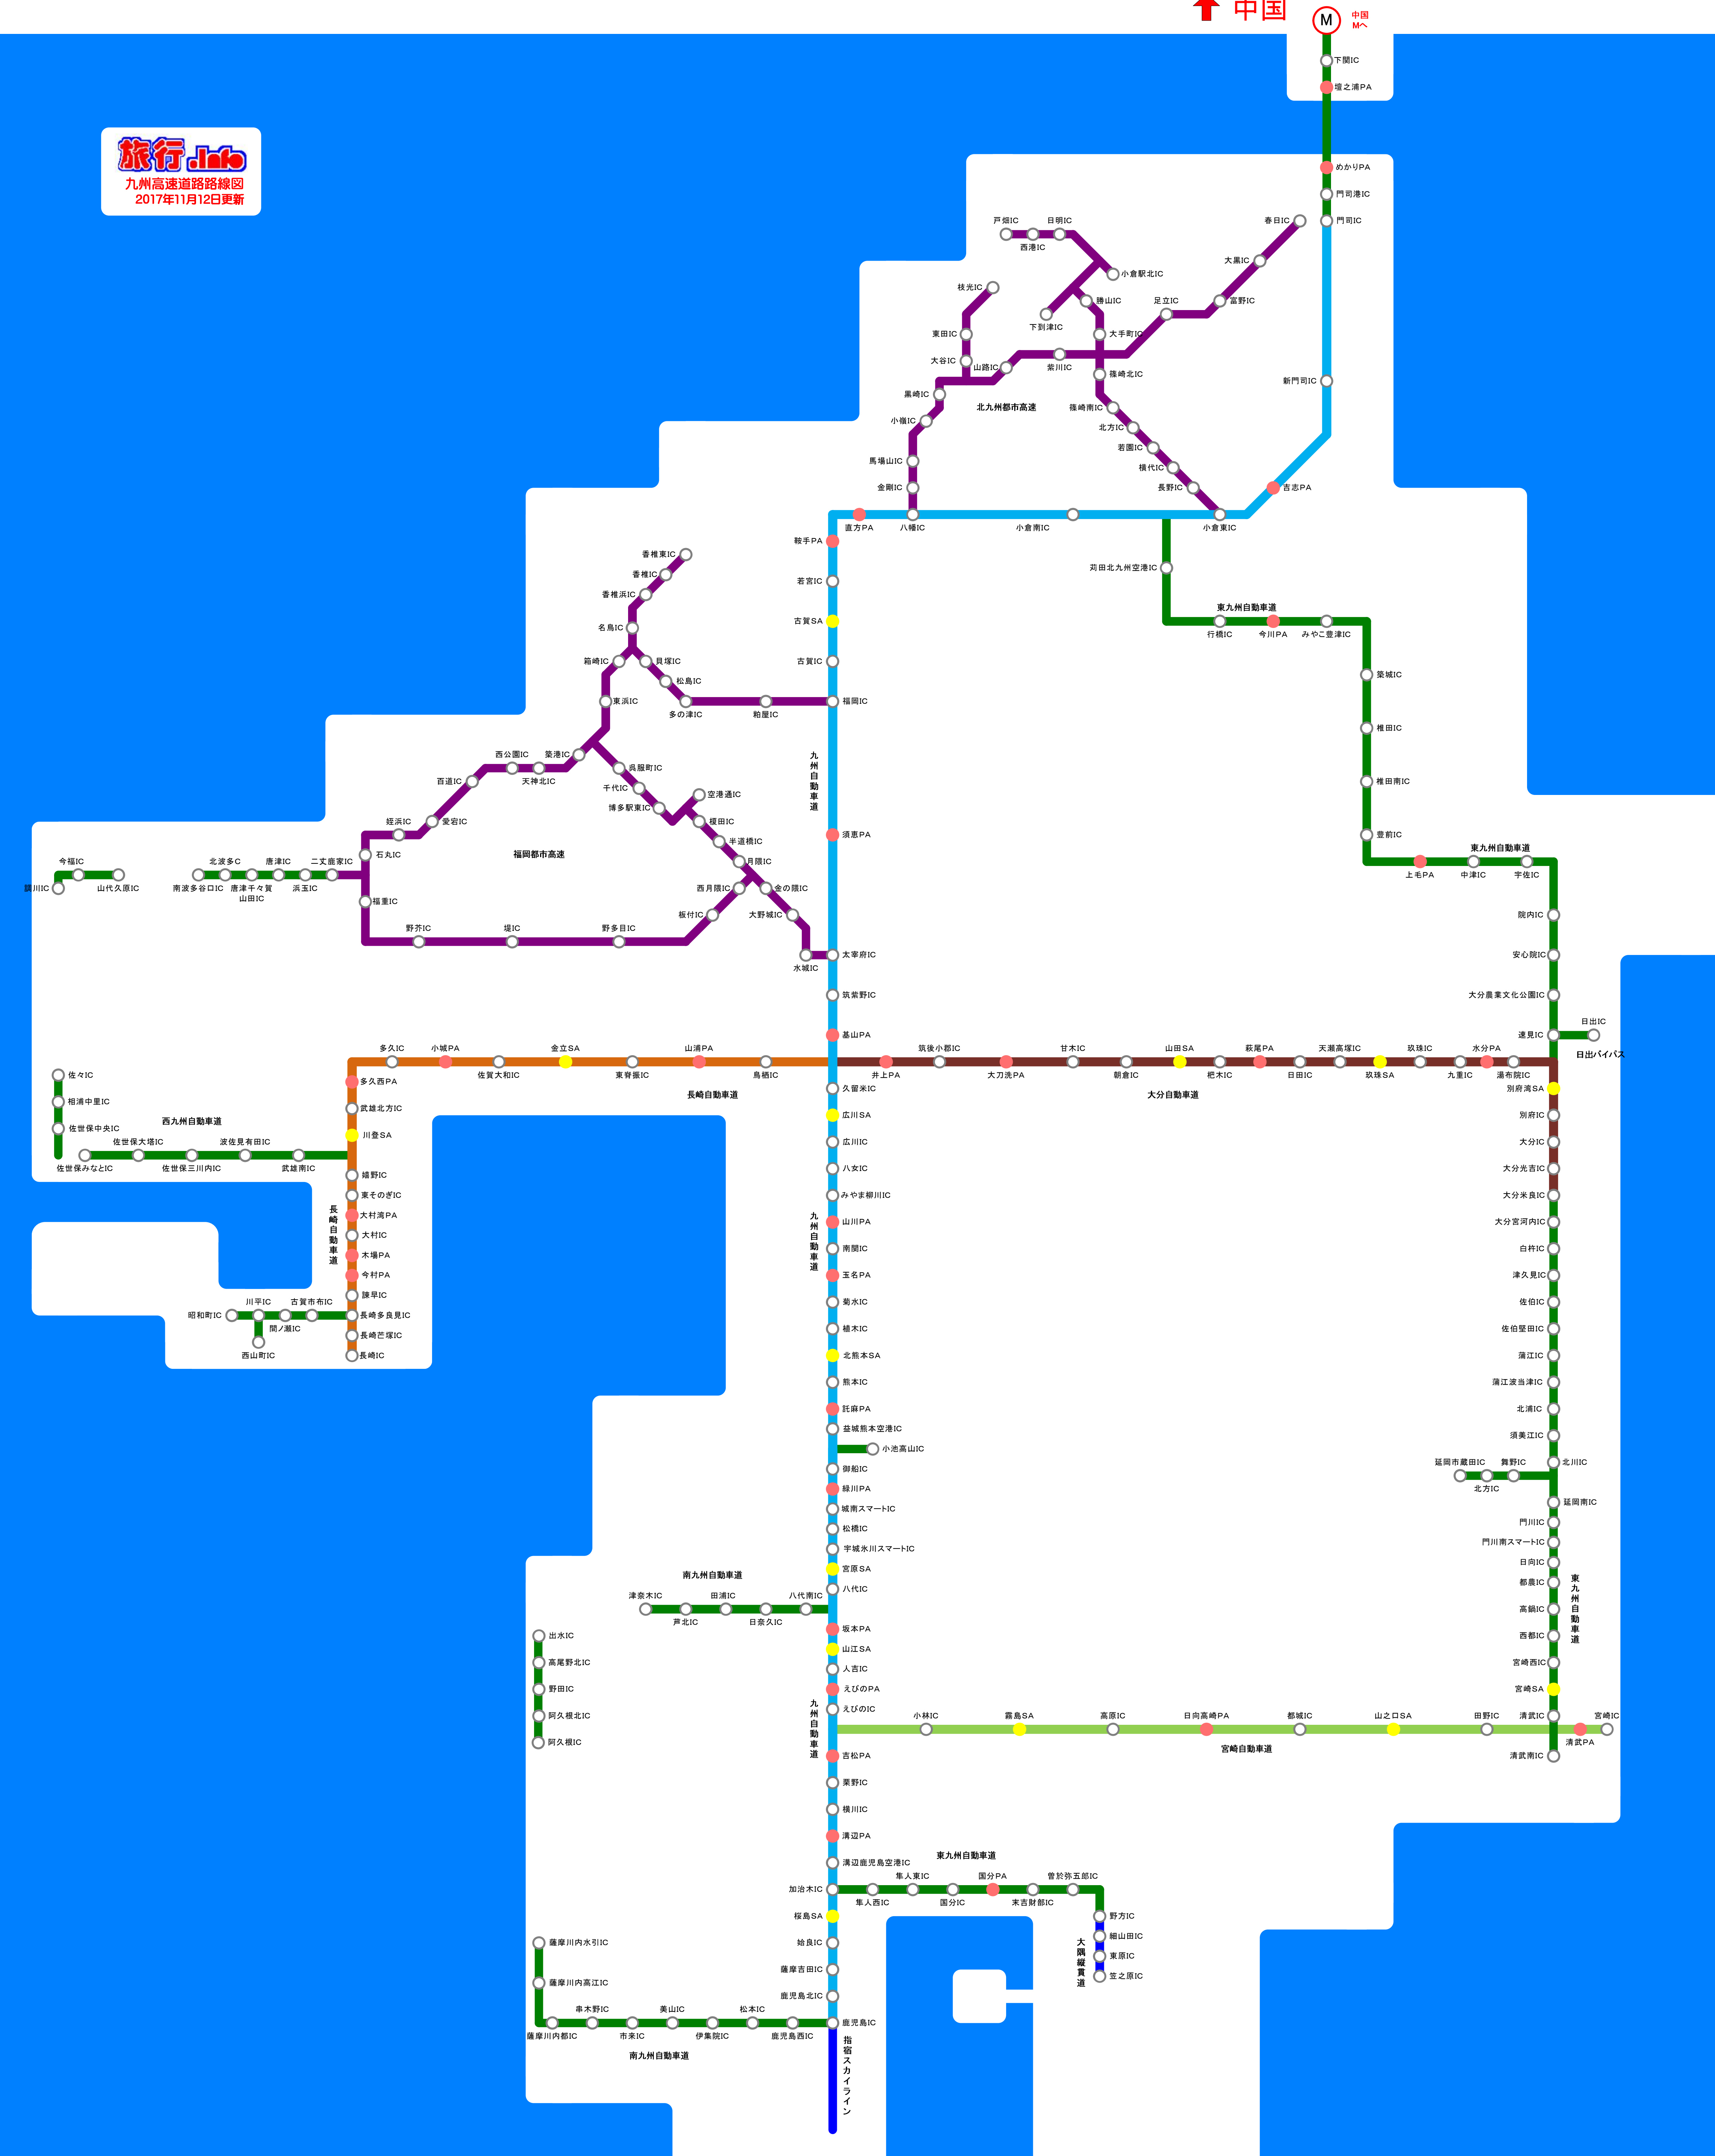 中国
M
中国
Mへ
下関IC
壇之浦PA
旅行.Info
九州高速道路路線図
2017年11月12日更新
めかりPA
門司港IC
門司IC
春日IC
戸畑IC
日明IC
西港IC
大黒IC
小倉駅北IC
枝光IC
勝山IC
足立IC
富野IC
下到津IC
東田IC
大手町IC
大谷IC
山路IC
紫川IC
篠崎北IC
新門司IC
黒崎IC
北九州都市高速
篠崎南IC
小嶺IC
北方IC
若園IC
馬場山IC
横代IC
金剛IC
長野IC
吉志PA
直方PA
八幡IC
小倉南IC
小倉東IC
鞍手PA
香椎東IC
香椎IC
若宮IC
苅田北九州空港IC
香椎浜IC
東九州自動車道
古賀SA
名島IC
行橋IC
今川PA
みやこ豊津IC
箱崎IC
貝塚IC
古賀IC
築城IC
松島IC
東浜IC
福岡IC
多の津IC
粕屋IC
椎田IC
西公園IC
築港IC
九州自動車道
呉服町IC
百道IC
天神北IC
千代IC
椎田南IC
空港通IC
博多駅東IC
姪浜IC
愛宕IC
榎田IC
須恵PA
豊前IC
半道橋IC
東九州自動車道
石丸IC
福岡都市高速
月隈IC
今福IC
北波多C
唐津IC
二丈鹿家IC
上毛PA
中津IC
宇佐IC
調川IC
山代久原IC
南波多谷口IC
唐津千々賀
山田IC
浜玉IC
西月隈IC
金の隈IC
福重IC
板付IC
大野城IC
院内IC
野芥IC
堤IC
野多目IC
太宰府IC
安心院IC
水城IC
筑紫野IC
大分農業文化公園IC
日出IC
基山PA
速見IC
日出バイパス
多久IC
小城PA
金立SA
山浦PA
筑後小郡IC
甘木IC
山田SA
萩尾PA
天瀬高塚IC
玖珠IC
水分PA
佐賀大和IC
東脊振IC
鳥栖IC
井上PA
大刀洗PA
朝倉IC
杷木IC
日田IC
玖珠SA
九重IC
湯布院IC
佐々IC
多久西PA
久留米IC
別府湾SA
長崎自動車道
大分自動車道
相浦中里IC
武雄北方IC
広川SA
別府IC
西九州自動車道
佐世保中央IC
川登SA
広川IC
大分IC
佐世保大塔IC
波佐見有田IC
佐世保みなとIC
佐世保三川内IC
武雄南IC
八女IC
大分光吉IC
嬉野IC
東そのぎIC
みやま柳川IC
大分米良IC
長崎自動車道
大村湾PA
九州自動車道
山川PA
大分宮河内IC
大村IC
南関IC
臼杵IC
木場PA
今村PA
玉名PA
津久見IC
諫早IC
菊水IC
佐伯IC
川平IC
古賀市布IC
昭和町IC
長崎多良見IC
間ノ瀬IC
植木IC
佐伯堅田IC
長崎芒塚IC
西山町IC
長崎IC
北熊本SA
蒲江IC
熊本IC
蒲江波当津IC
託麻PA
北浦IC
益城熊本空港IC
須美江IC
小池高山IC
延岡市蔵田IC
舞野IC
北川IC
御船IC
緑川PA
北方IC
城南スマートIC
延岡南IC
松橋IC
門川IC
宇城氷川スマートIC
門川南スマートIC
宮原SA
日向IC
南九州自動車道
東九州自動車道
八代IC
都農IC
津奈木IC
田浦IC
八代南IC
高鍋IC
芦北IC
日奈久IC
坂本PA
出水IC
西都IC
山江SA
高尾野北IC
人吉IC
宮崎西IC
野田IC
えびのPA
宮崎SA
九州自動車道
えびのIC
阿久根北IC
小林IC
霧島SA
高原IC
日向高崎PA
都城IC
山之口SA
田野IC
清武IC
宮崎IC
阿久根IC
清武PA
宮崎自動車道
吉松PA
清武南IC
栗野IC
横川IC
溝辺PA
東九州自動車道
溝辺鹿児島空港IC
隼人東IC
国分PA
曽於弥五郎IC
加治木IC
隼人西IC
国分IC
末吉財部IC
桜島SA
野方IC
細山田IC
大隅縦貫道
薩摩川内水引IC
姶良IC
東原IC
薩摩吉田IC
笠之原IC
薩摩川内高江IC
鹿児島北IC
串木野IC
美山IC
松本IC
鹿児島IC
薩摩川内都IC
市来IC
伊集院IC
鹿児島西IC
南九州自動車道
指宿スカイライン